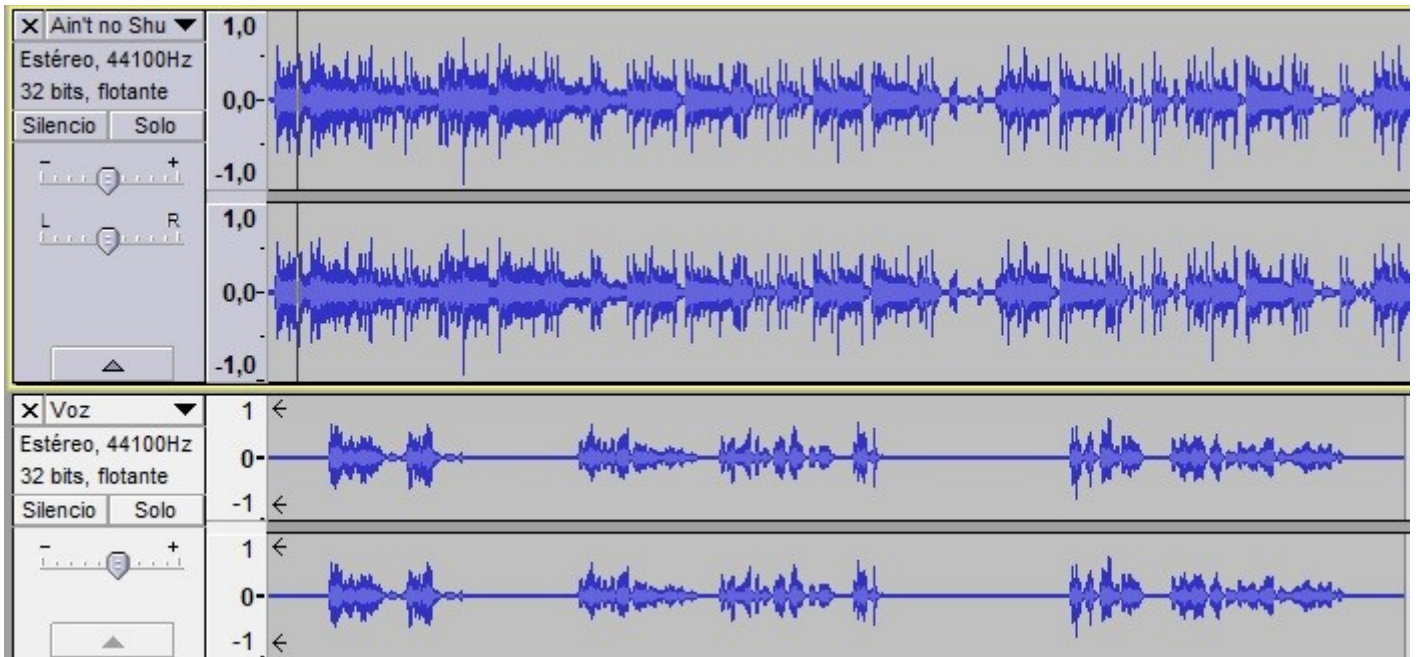 X Ain't no Shu
Estéreo, 44100Hz
32 bits, flotante
Silencio Solo
- +
L R
1,0
0,0-
-1,0
1,0
0,0-
-1,0
X Voz
Estéreo, 44100Hz
32 bits, flotante
Silencio Solo
- +
1
0-
-1
1
0-
-1